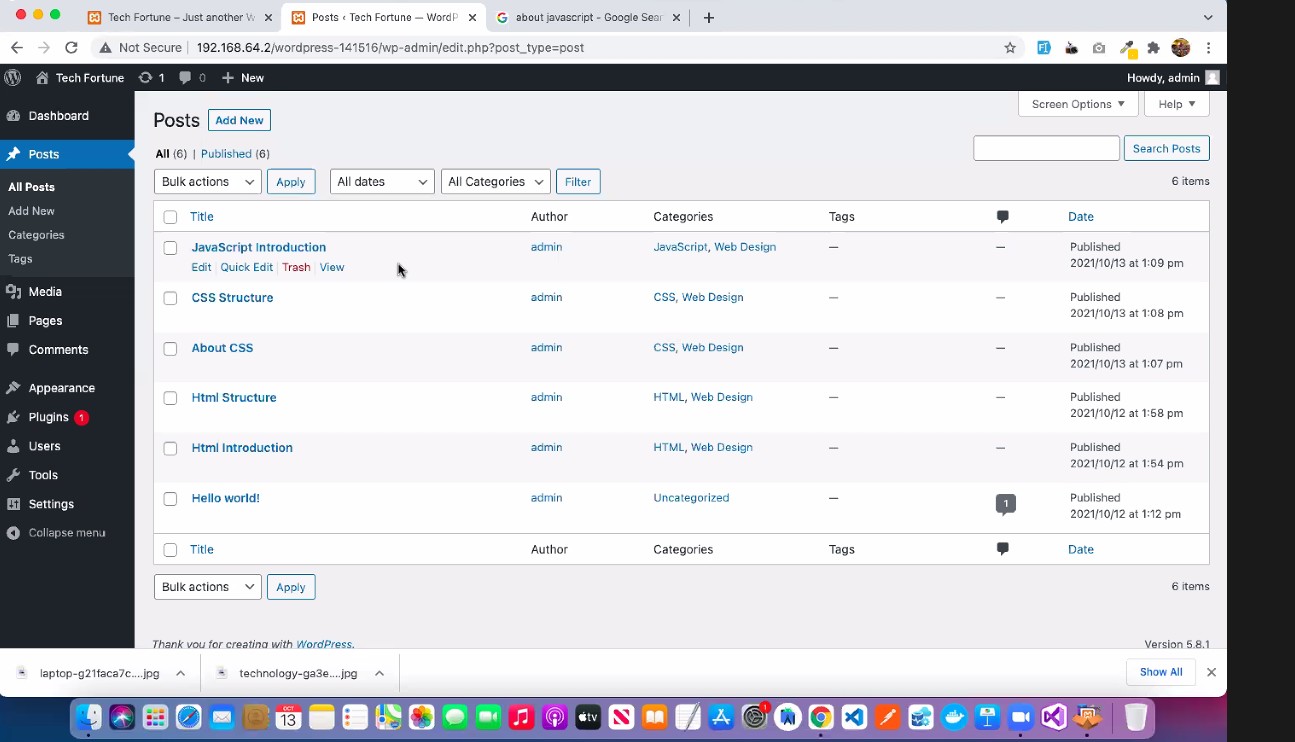 Tech Fortune – Just another W
Posts ‹ Tech Fortune — WordP
about javascript - Google Sear
Not Secure
192.168.64.2/wordpress-141516/wp-admin/edit.php?post_type=post
Tech Fortune 1 0 + New
Howdy, admin
Dashboard
Posts
All Posts
Add New
Categories
Tags
Media
Pages
Comments
Appearance
Plugins 1
Users
Tools
Settings
Collapse menu
Screen Options Help
Posts Add New
All (6) | Published (6)
Search Posts
Bulk actions Apply All dates All Categories Filter
6 items
Title Author Categories Tags Date
JavaScript Introduction admin JavaScript, Web Design — — Published
Edit | Quick Edit | Trash | View 2021/10/13 at 1:09 pm
CSS Structure admin CSS, Web Design — — Published
2021/10/13 at 1:08 pm
About CSS admin CSS, Web Design — — Published
2021/10/13 at 1:07 pm
Html Structure admin HTML, Web Design — — Published
2021/10/12 at 1:58 pm
Html Introduction admin HTML, Web Design — — Published
2021/10/12 at 1:54 pm
Hello world! admin Uncategorized — 1 Published
2021/10/12 at 1:12 pm
Title Author Categories Tags Date
Bulk actions Apply
6 items
Thank you for creating with WordPress.
Version 5.8.1
laptop-g21faca7c....jpg
technology-ga3e....jpg
Show All
OCT
13
tv
1